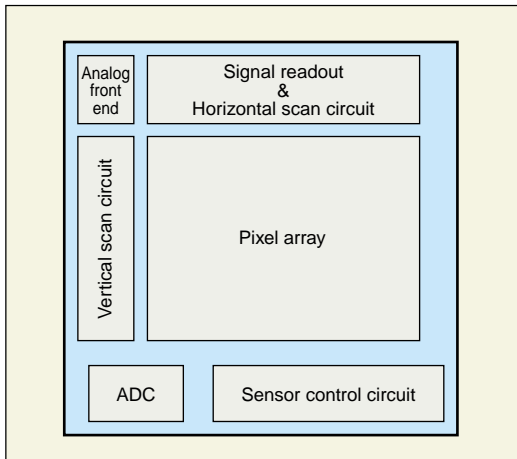 Analog
front
end
Signal readout
&
Horizontal scan circuit
Vertical scan circuit
Pixel array
ADC
Sensor control circuit